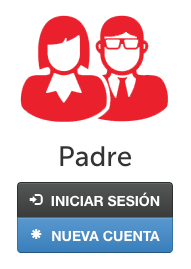 Padre
INICIAR SESIÓN
NUEVA CUENTA